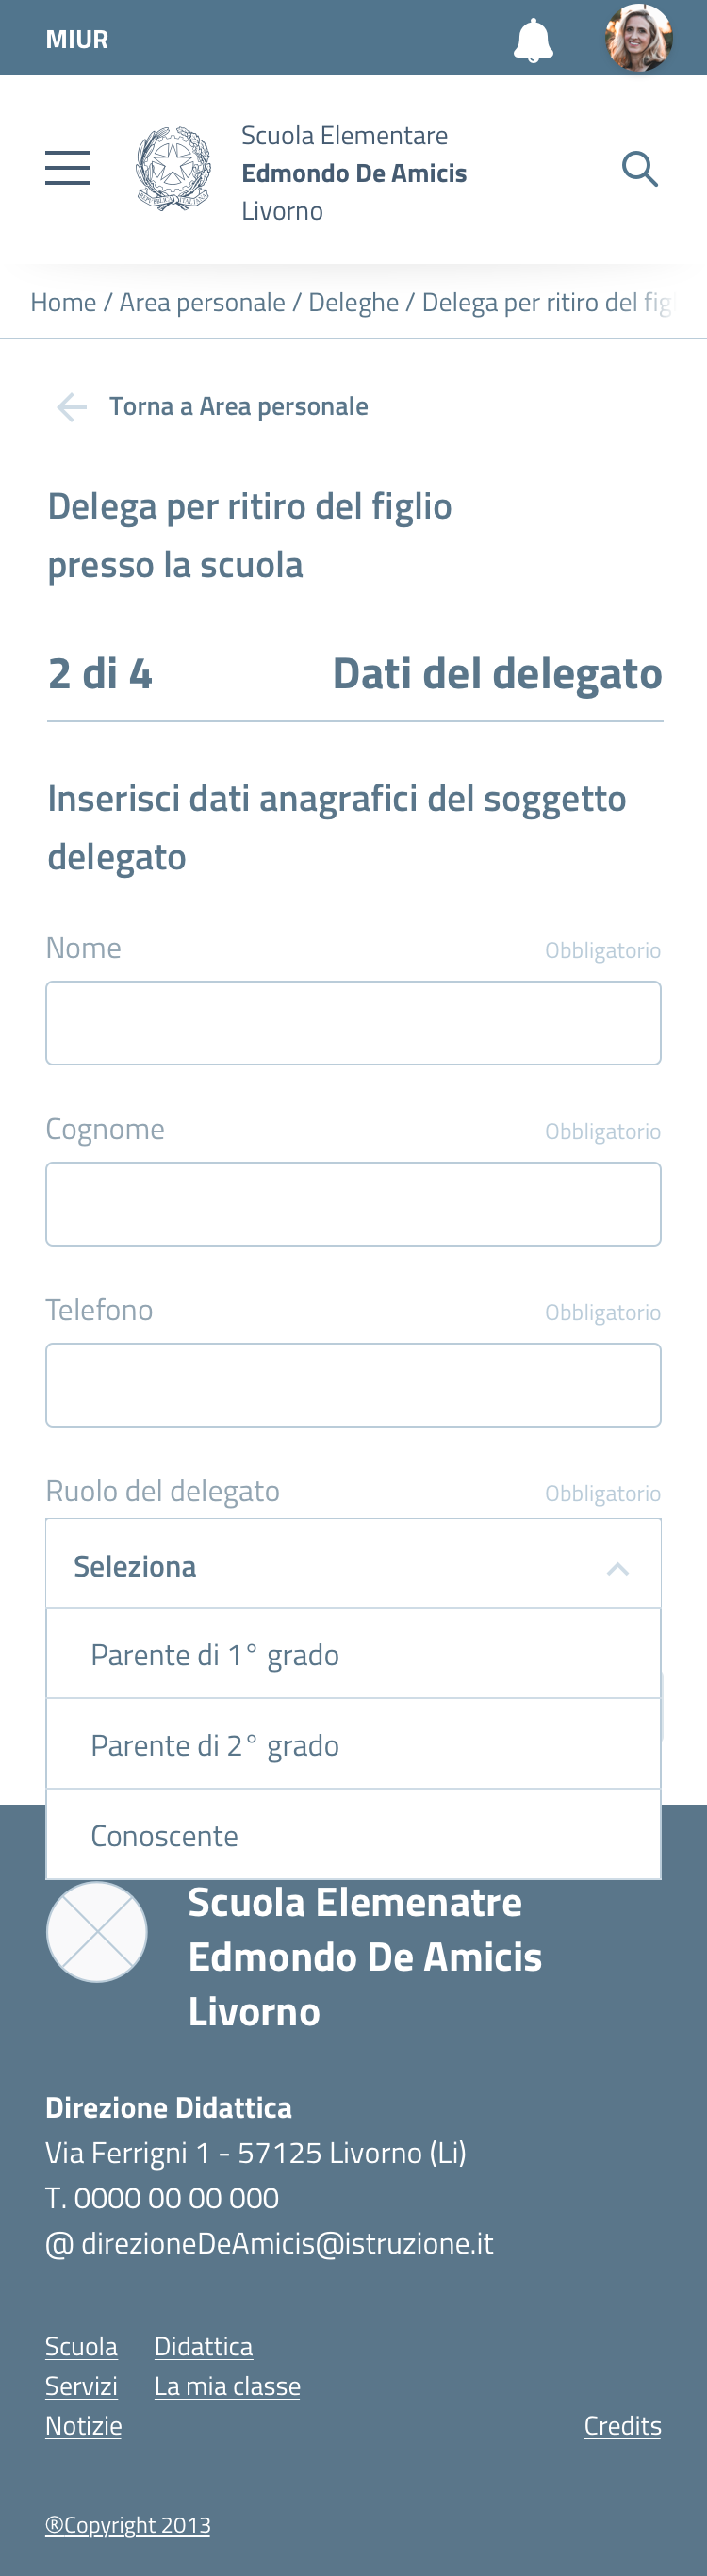 MIUR
Scuola Elementare
Edmondo De Amicis
Livorno
Home / Area personale / Deleghe / Delega per ritiro del figl
Torna a Area personale
Delega per ritiro del figlio
presso la scuola
2 di 4 Dati del delegato
Inserisci dati anagrafici del soggetto
delegato
Nome Obbligatorio
Cognome Obbligatorio
Telefono Obbligatorio
Ruolo del delegato Obbligatorio
Seleziona
Parente di 1° grado
Parente di 2° grado
Conoscente
Scuola Elemenatre
Edmondo De Amicis
Livorno
Direzione Didattica
Via Ferrigni 1 - 57125 Livorno (Li)
T. 0000 00 00 000
@ direzioneDeAmicis@istruzione.it
Scuola Didattica
Servizi La mia classe
Notizie Credits
®Copyright 2013